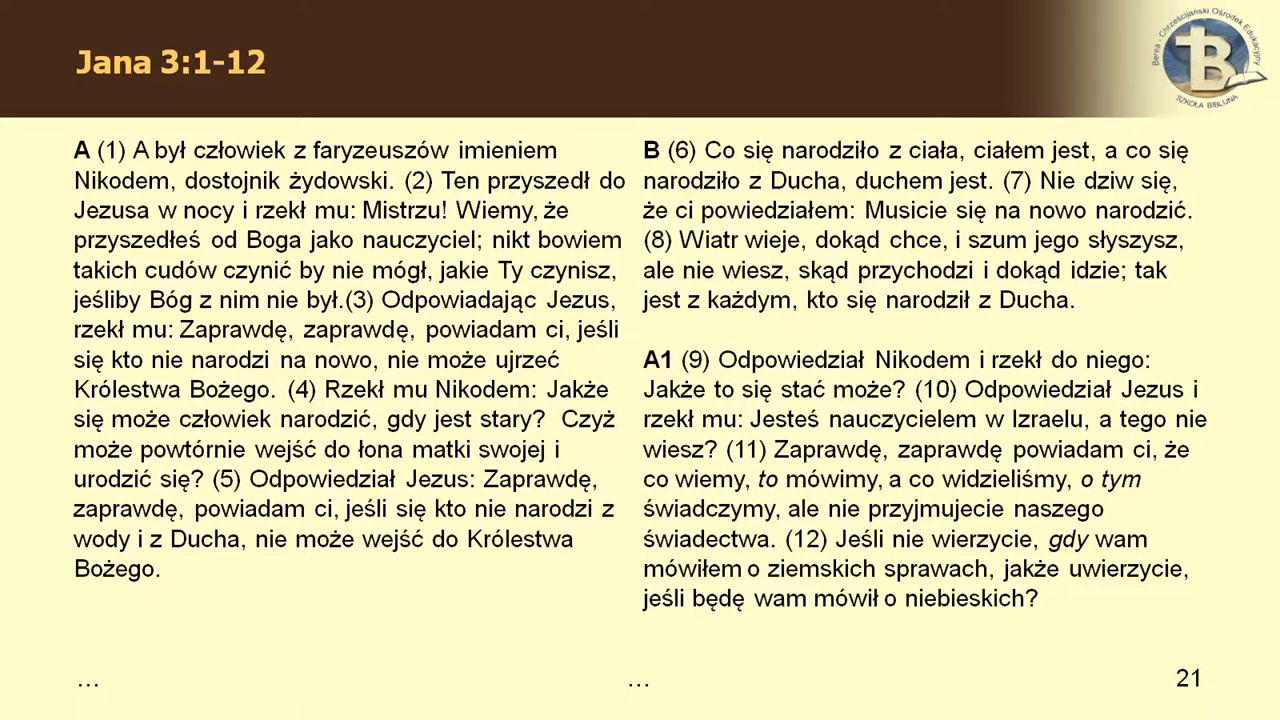 Jana 3:1-12
Berea - Chrześcijański Ośrodek Edukacyjny
B
SZKOŁA BIBLIJNA
A (1) A był człowiek z faryzeuszów imieniem
Nikodem, dostojnik żydowski. (2) Ten przyszedł do
Jezusa w nocy i rzekł mu: Mistrzu! Wiemy, że
przyszedłeś od Boga jako nauczyciel; nikt bowiem
takich cudów czynić by nie mógł, jakie Ty czynisz,
jeśliby Bóg z nim nie był.(3) Odpowiadając Jezus,
rzekł mu: Zaprawdę, zaprawdę, powiadam ci, jeśli
się kto nie narodzi na nowo, nie może ujrzeć
Królestwa Bożego. (4) Rzekł mu Nikodem: Jakże
się może człowiek narodzić, gdy jest stary? Czyż
może powtórnie wejść do łona matki swojej i
urodzić się? (5) Odpowiedział Jezus: Zaprawdę,
zaprawdę, powiadam ci, jeśli się kto nie narodzi z
wody i z Ducha, nie może wejść do Królestwa
Bożego.
B (6) Co się narodziło z ciała, ciałem jest, a co się
narodziło z Ducha, duchem jest. (7) Nie dziw się,
że ci powiedziałem: Musicie się na nowo narodzić.
(8) Wiatr wieje, dokąd chce, i szum jego słyszysz,
ale nie wiesz, skąd przychodzi i dokąd idzie; tak
jest z każdym, kto się narodził z Ducha.
A1 (9) Odpowiedział Nikodem i rzekł do niego:
Jakże to się stać może? (10) Odpowiedział Jezus i
rzekł mu: Jesteś nauczycielem w Izraelu, a tego nie
wiesz? (11) Zaprawdę, zaprawdę powiadam ci, że
co wiemy, to mówimy, a co widzieliśmy, o tym
świadczymy, ale nie przyjmujecie naszego
świadectwa. (12) Jeśli nie wierzycie, gdy wam
mówiłem o ziemskich sprawach, jakże uwierzycie,
jeśli będę wam mówił o niebieskich?
…
…
21